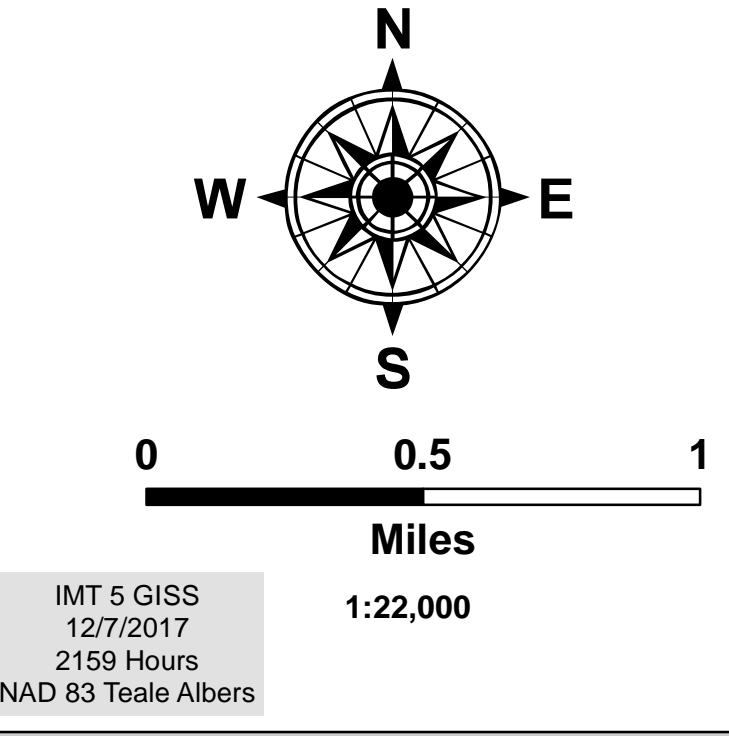 N
W E
S
0 0.5 1
Miles
1:22,000
IMT 5 GISS
12/7/2017
2159 Hours
NAD 83 Teale Albers